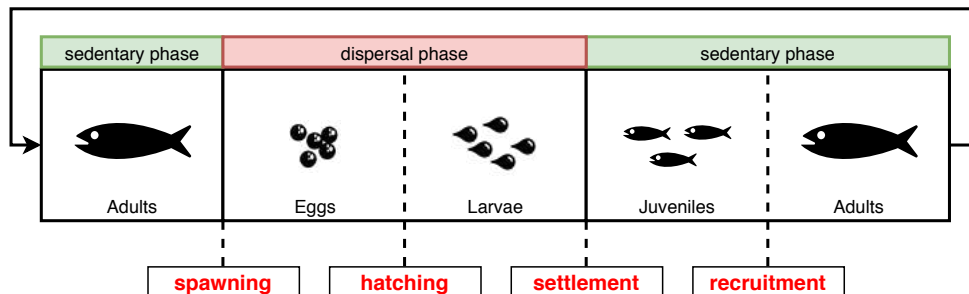 sedentary phase
dispersal phase
sedentary phase
Adults
Eggs
Larvae
Juveniles
Adults
spawning
hatching
settlement
recruitment